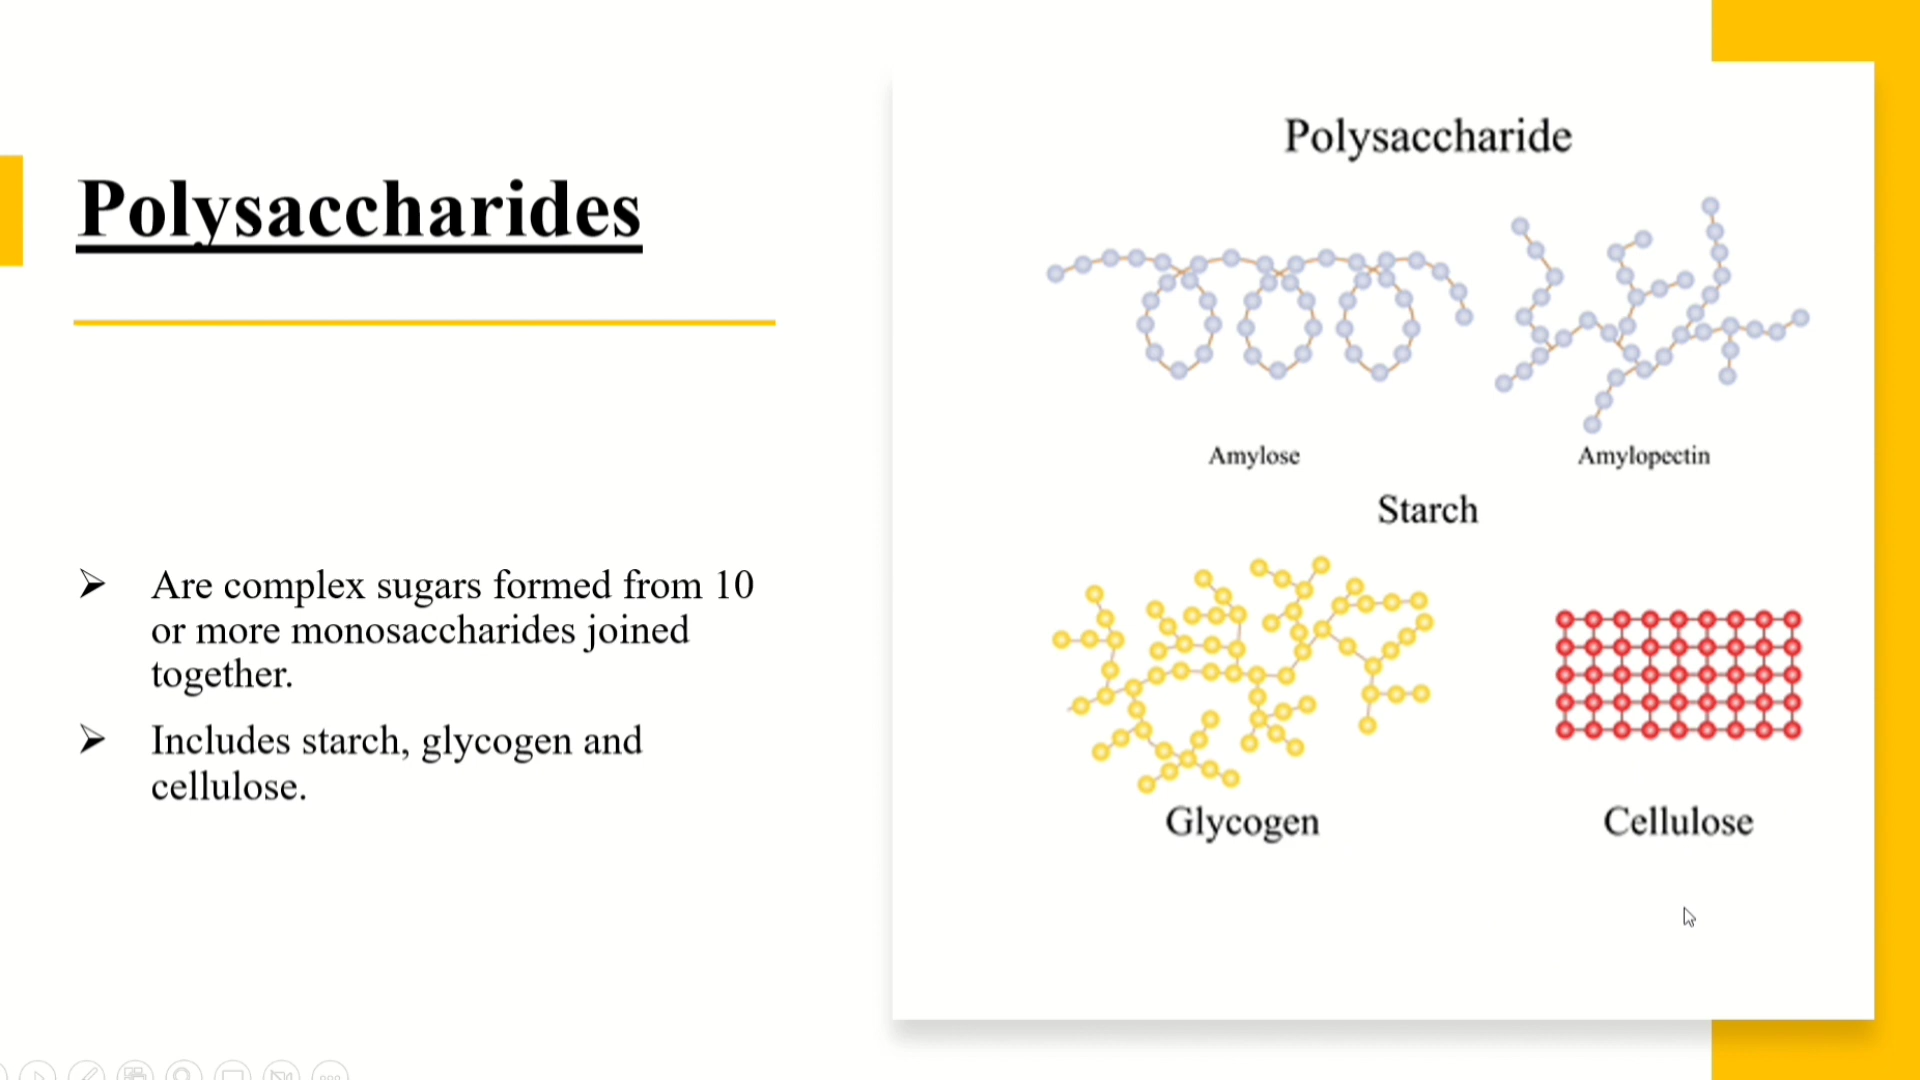 Polysaccharides
Are complex sugars formed from 10
or more monosaccharides joined
together.
Includes starch, glycogen and
cellulose.
Polysaccharide
Amylose
Amylopectin
Starch
Glycogen
Cellulose